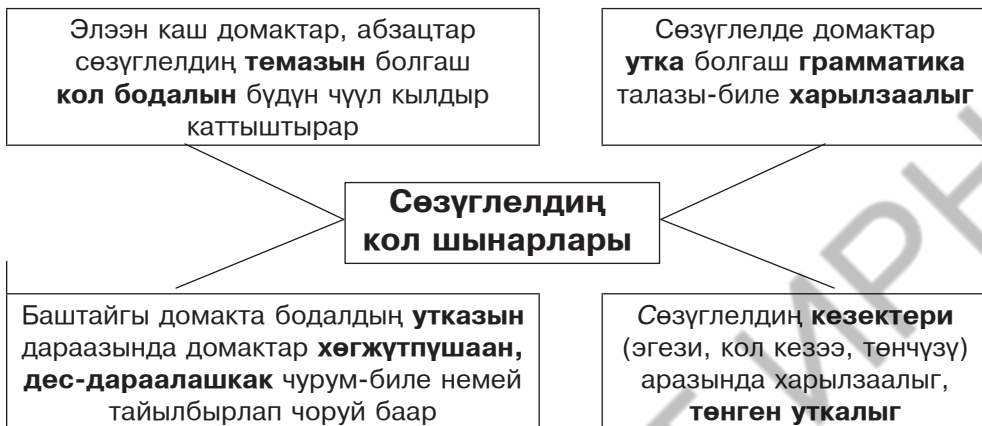 Элээн каш домактар, абзацтар
сөзүглелдиң темазын болгаш
кол бодалын бүдүн чүүл кылдыр
каттыштырар
Сөзүглелде домактар
утка болгаш грамматика
талазы-биле харылзаалыг
Сөзүглелдиң
кол шынарлары
Баштайгы домакта бодалдың утказын
дараазында домактар хөгжүтпүшаан,
дес-дараалашкак чурум-биле немей
тайылбырлап чоруй баар
Сөзүглелдиң кезектери
(эгези, кол кезээ, төнчүзү)
аразында харылзаалыг,
төнген уткалыг